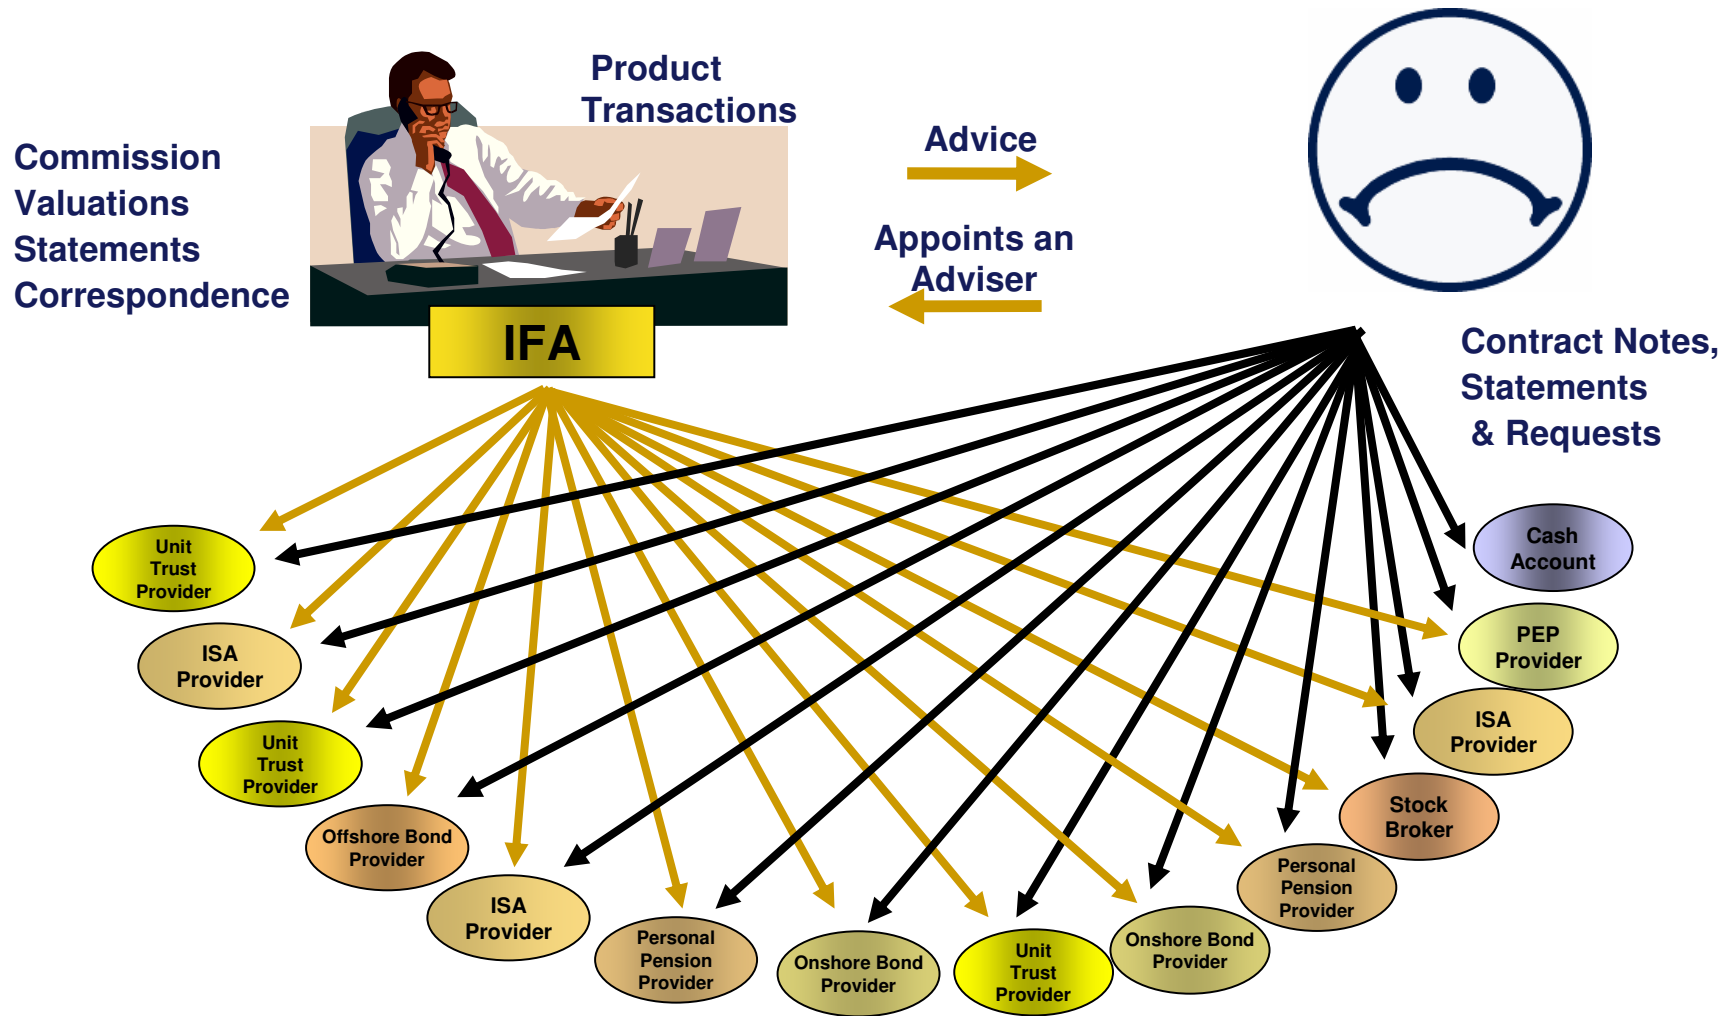 Product
Transactions
Commission
Valuations
Statements
Correspondence
IFA
Advice
Appoints an
Adviser
Contract Notes,
Statements
& Requests
Unit
Trust
Provider
ISA
Provider
Unit
Trust
Provider
Offshore Bond
Provider
ISA
Provider
Personal
Pension
Provider
Onshore Bond
Provider
Unit
Trust
Provider
Onshore Bond
Provider
Personal
Pension
Provider
Stock
Broker
ISA
Provider
PEP
Provider
Cash
Account